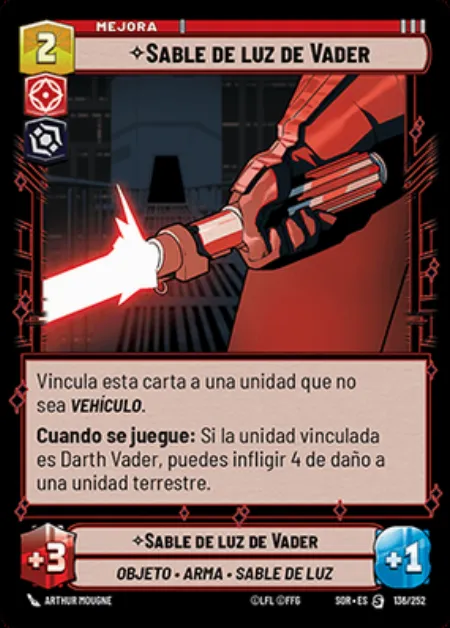 MEJORA
2
✧SABLE DE LUZ DE VADER
Vincula esta carta a una unidad que no
sea VEHÍCULO.
Cuando se juegue: Si la unidad vinculada
es Darth Vader, puedes infligir 4 de daño a
una unidad terrestre.
+3
✧SABLE DE LUZ DE VADER
+1
OBJETO • ARMA • SABLE DE LUZ
ARTHUR MOUGNE
©LFL ©FFG
SOR•ES
S
136/252